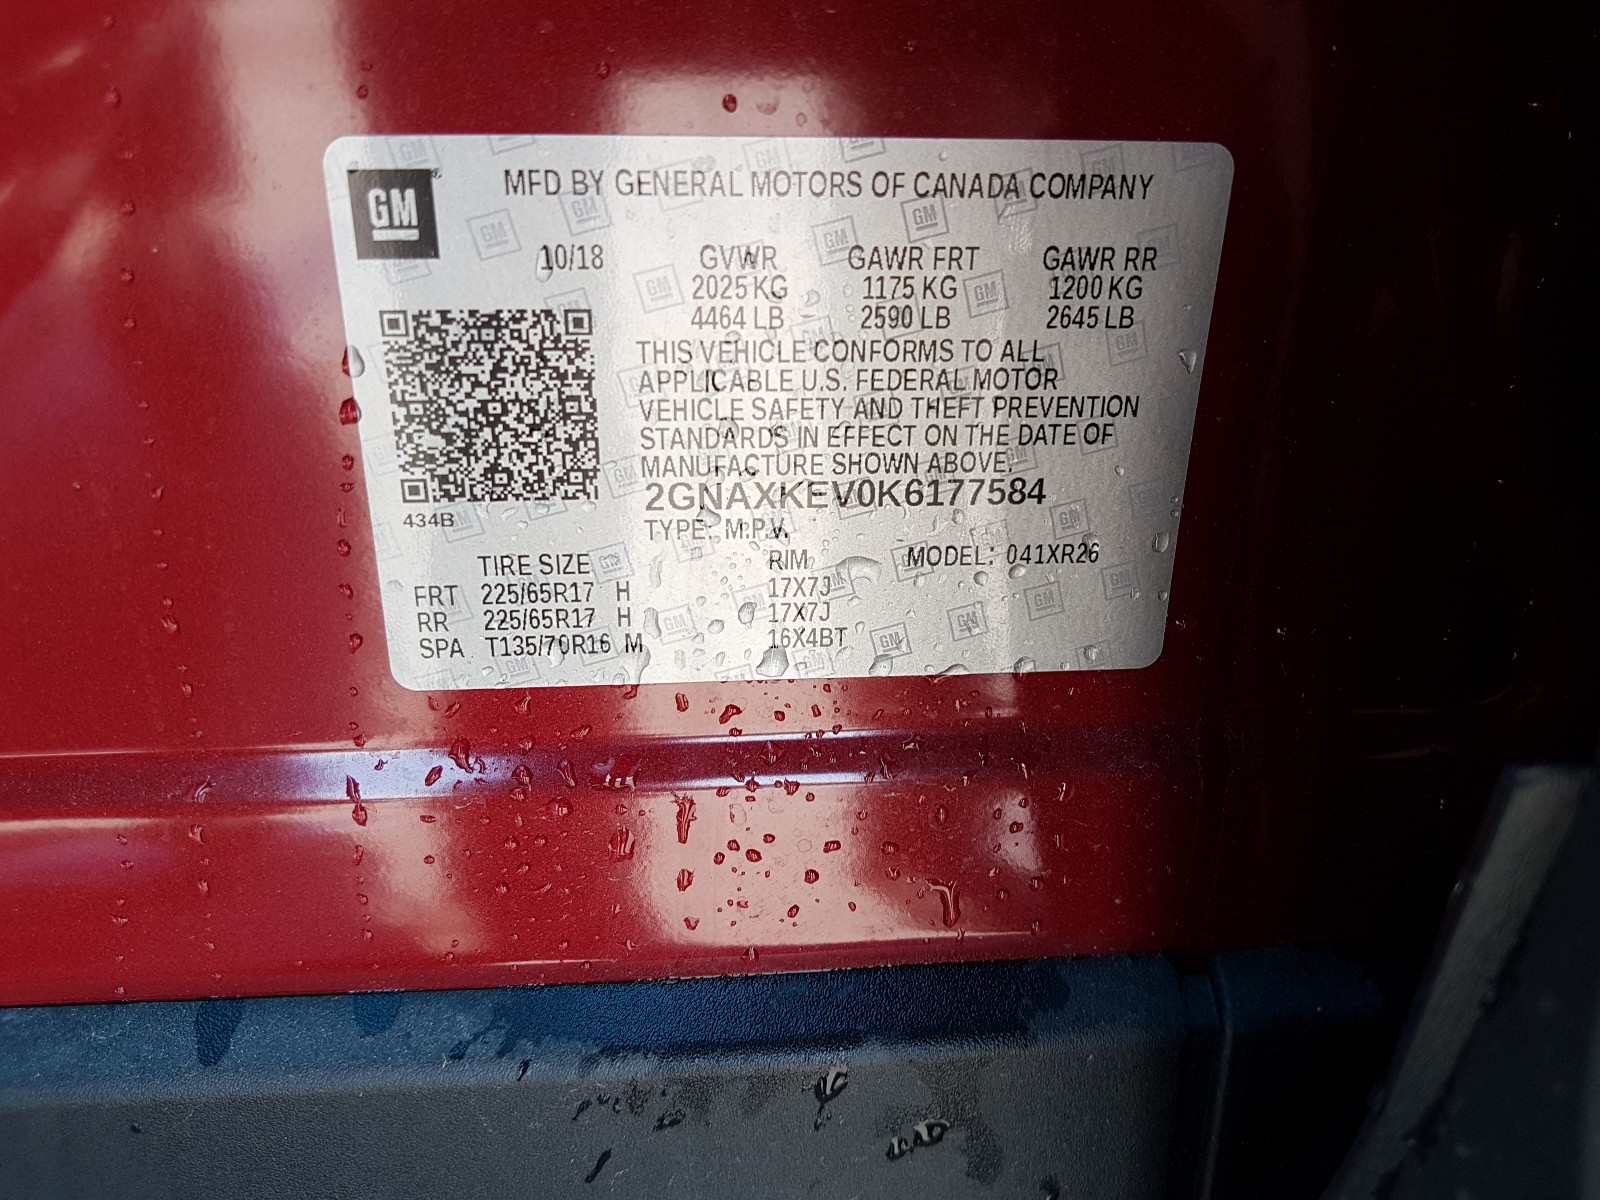 GM
MFD BY GENERAL MOTORS OF CANADA COMPANY
10/18 GVWR GAWR FRT GAWR RR
2025 KG 1175 KG 1200 KG
4464 LB 2590 LB 2645 LB
THIS VEHICLE CONFORMS TO ALL
APPLICABLE U.S. FEDERAL MOTOR
VEHICLE SAFETY AND THEFT PREVENTION
STANDARDS IN EFFECT ON THE DATE OF
MANUFACTURE SHOWN ABOVE.
2GNAXKEV0K6177584
434B
TYPE: M.P.V.
TIRE SIZE RIM MODEL: 041XR26
FRT 225/65R17 H 17X7J
RR 225/65R17 H 17X7J
SPA T135/70R16 M 16X4BT